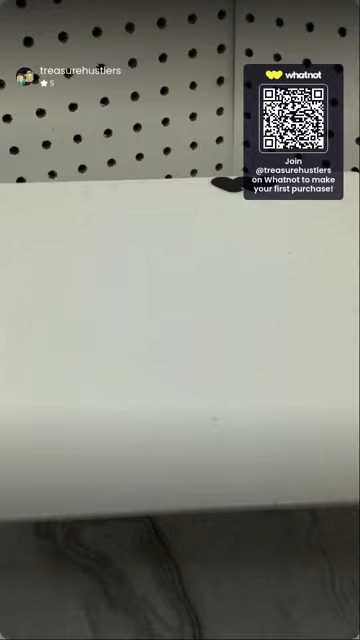 treasurehustlers
5
whatnot
Join
@treasurehustlers
on Whatnot to make
your first purchase!